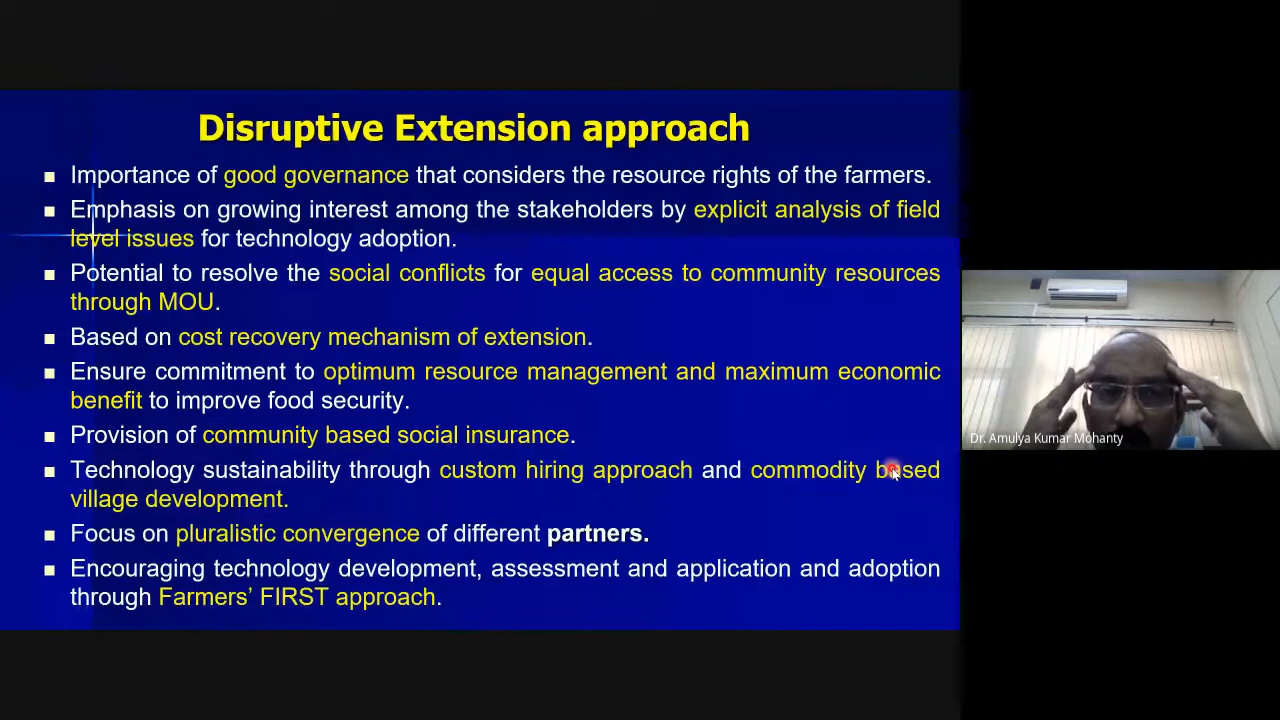 Disruptive Extension approach
Importance of good governance that considers the resource rights of the farmers.
Emphasis on growing interest among the stakeholders by explicit analysis of field
level issues for technology adoption.
Potential to resolve the social conflicts for equal access to community resources
through MOU.
Based on cost recovery mechanism of extension.
Ensure commitment to optimum resource management and maximum economic
benefit to improve food security.
Provision of community based social insurance.
Technology sustainability through custom hiring approach and commodity based
village development.
Focus on pluralistic convergence of different partners.
Encouraging technology development, assessment and application and adoption
through Farmers’ FIRST approach.
Dr. Amulya Kumar Mohanty